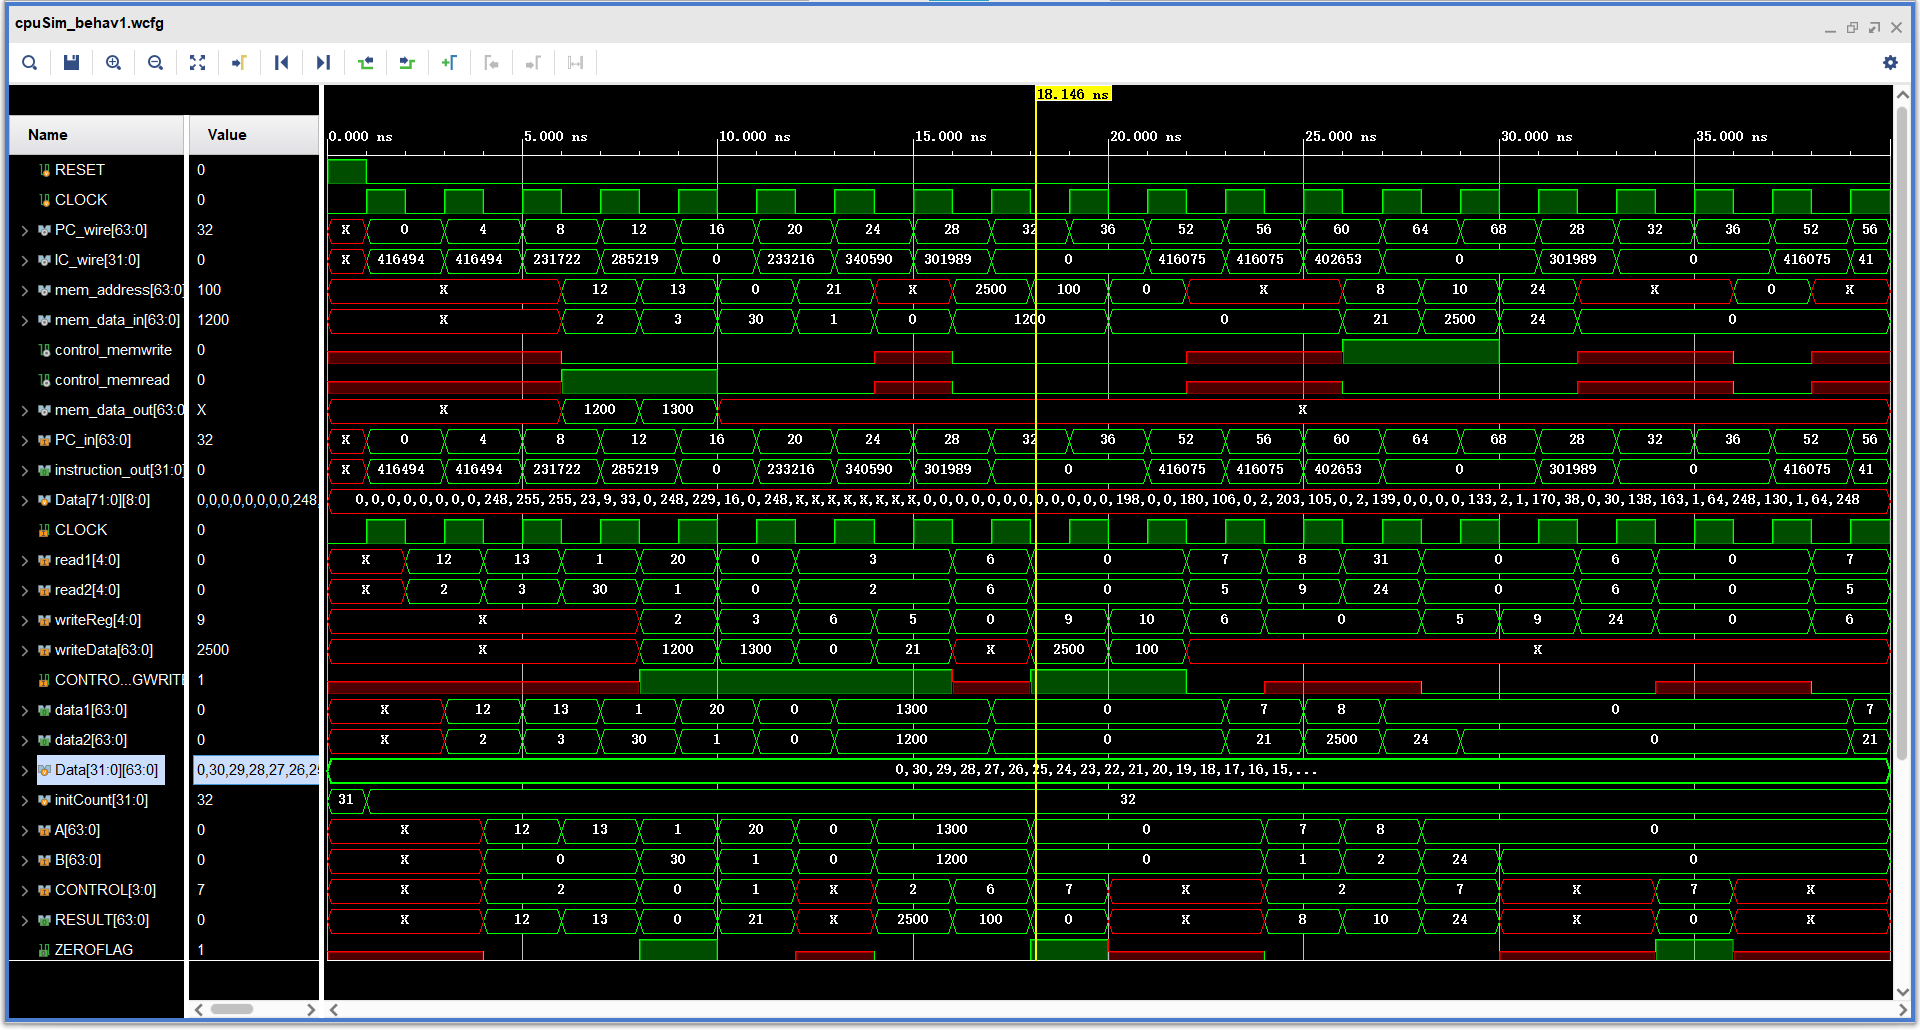 cpuSim_behav1.wcfg
18.146 ns
Name Value
0.000 ns 5.000 ns 10.000 ns 15.000 ns 20.000 ns 25.000 ns 30.000 ns 35.000 ns
RESET 0
CLOCK 0
PC_wire[63:0] 32 X 0 4 8 12 16 20 24 28 32 36 52 56 60 64 68 28 32 36 52 56
IC_wire[31:0] 0 X 416494 416494 231722 285219 0 233216 340590 301989 0 416075 416075 402653 0 301989 0 416075 41
mem_address[63:0] 100 X 12 13 0 21 X 2500 100 0 X 8 10 24 X 0 X
mem_data_in[63:0] 1200 X 2 3 30 1 0 1200 0 21 2500 24 0
control_memwrite 0
control_memread 0
mem_data_out[63:0 X X 1200 1300 X
PC_in[63:0] 32 X 0 4 8 12 16 20 24 28 32 36 52 56 60 64 68 28 32 36 52 56
instruction_out[31:0] 0 X 416494 416494 231722 285219 0 233216 340590 301989 0 416075 416075 402653 0 301989 0 416075 41
Data[71:0][8:0] 0,0,0,0,0,0,0,0,248, 0,0,0,0,0,0,0,0,248,255,255,23,9,33,0,248,229,16,0,248,X,X,X,X,X,X,X,X,0,0,0,0,0,0,0,0,0,0,0,0,198,0,0,180,106,0,2,203,105,0,2,139,0,0,0,0,133,2,1,170,38,0,30,138,163,1,64,248,130,1,64,248
CLOCK 0
read1[4:0] 0 X 12 13 1 20 0 3 6 0 7 8 31 0 6 0 7
read2[4:0] 0 X 2 3 30 1 0 2 6 0 5 9 24 0 6 0 5
writeReg[4:0] 9 X 2 3 6 5 0 9 10 6 0 5 9 24 0 6
writeData[63:0] 2500 X 1200 1300 0 21 X 2500 100 X
CONTRO...GWRITE 1
data1[63:0] 0 X 12 13 1 20 0 1300 0 7 8 0 7
data2[63:0] 0 X 2 3 30 1 0 1200 0 21 2500 24 0 21
Data[31:0][63:0] 0,30,29,28,27,26,25 0,30,29,28,27,26,25,24,23,22,21,20,19,18,17,16,15,...
initCount[31:0] 32 31 32
A[63:0] 0 X 12 13 1 20 0 1300 0 7 8 0
B[63:0] 0 X 0 30 1 0 1200 0 1 2 24 0
CONTROL[3:0] 7 X 2 0 1 X 2 6 7 X 2 7 X 7 X
RESULT[63:0] 0 X 12 13 0 21 X 2500 100 0 X 8 10 24 X 0 X
ZEROFLAG 1